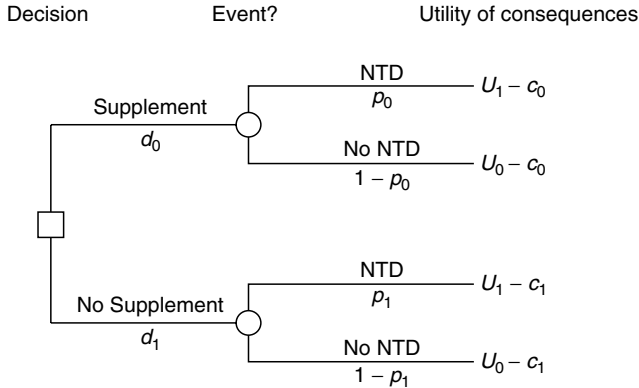 Decision Event? Utility of consequences
NTD
p₀
U₁ – c₀
Supplement
d₀
No NTD
1 – p₀
U₀ – c₀
NTD
p₁
U₁ – c₁
No Supplement
d₁
No NTD
1 – p₁
U₀ – c₁